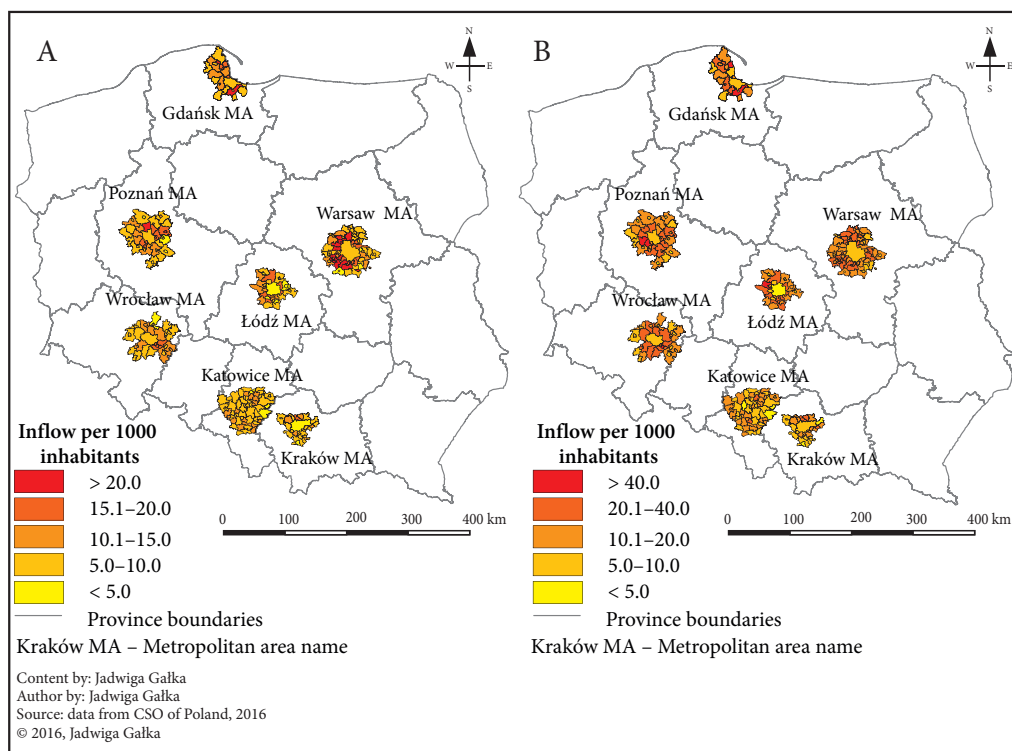 A
N
W E
S
Gdańsk MA
Poznań MA
Warsaw MA
Wrocław MA
Łódź MA
Katowice MA
Kraków MA
Inflow per 1000
inhabitants
> 20.0
15.1–20.0
10.1–15.0
5.0–10.0
< 5.0
Province boundaries
Kraków MA – Metropolitan area name
0 100 200 300 400 km
Content by: Jadwiga Gałka
Author by: Jadwiga Gałka
Source: data from CSO of Poland, 2016
© 2016, Jadwiga Gałka
B
N
W E
S
Gdańsk MA
Poznań MA
Warsaw MA
Wrocław MA
Łódź MA
Katowice MA
Kraków MA
Inflow per 1000
inhabitants
> 40.0
20.1–40.0
10.1–20.0
5.0–10.0
< 5.0
Province boundaries
Kraków MA – Metropolitan area name
0 100 200 300 400 km